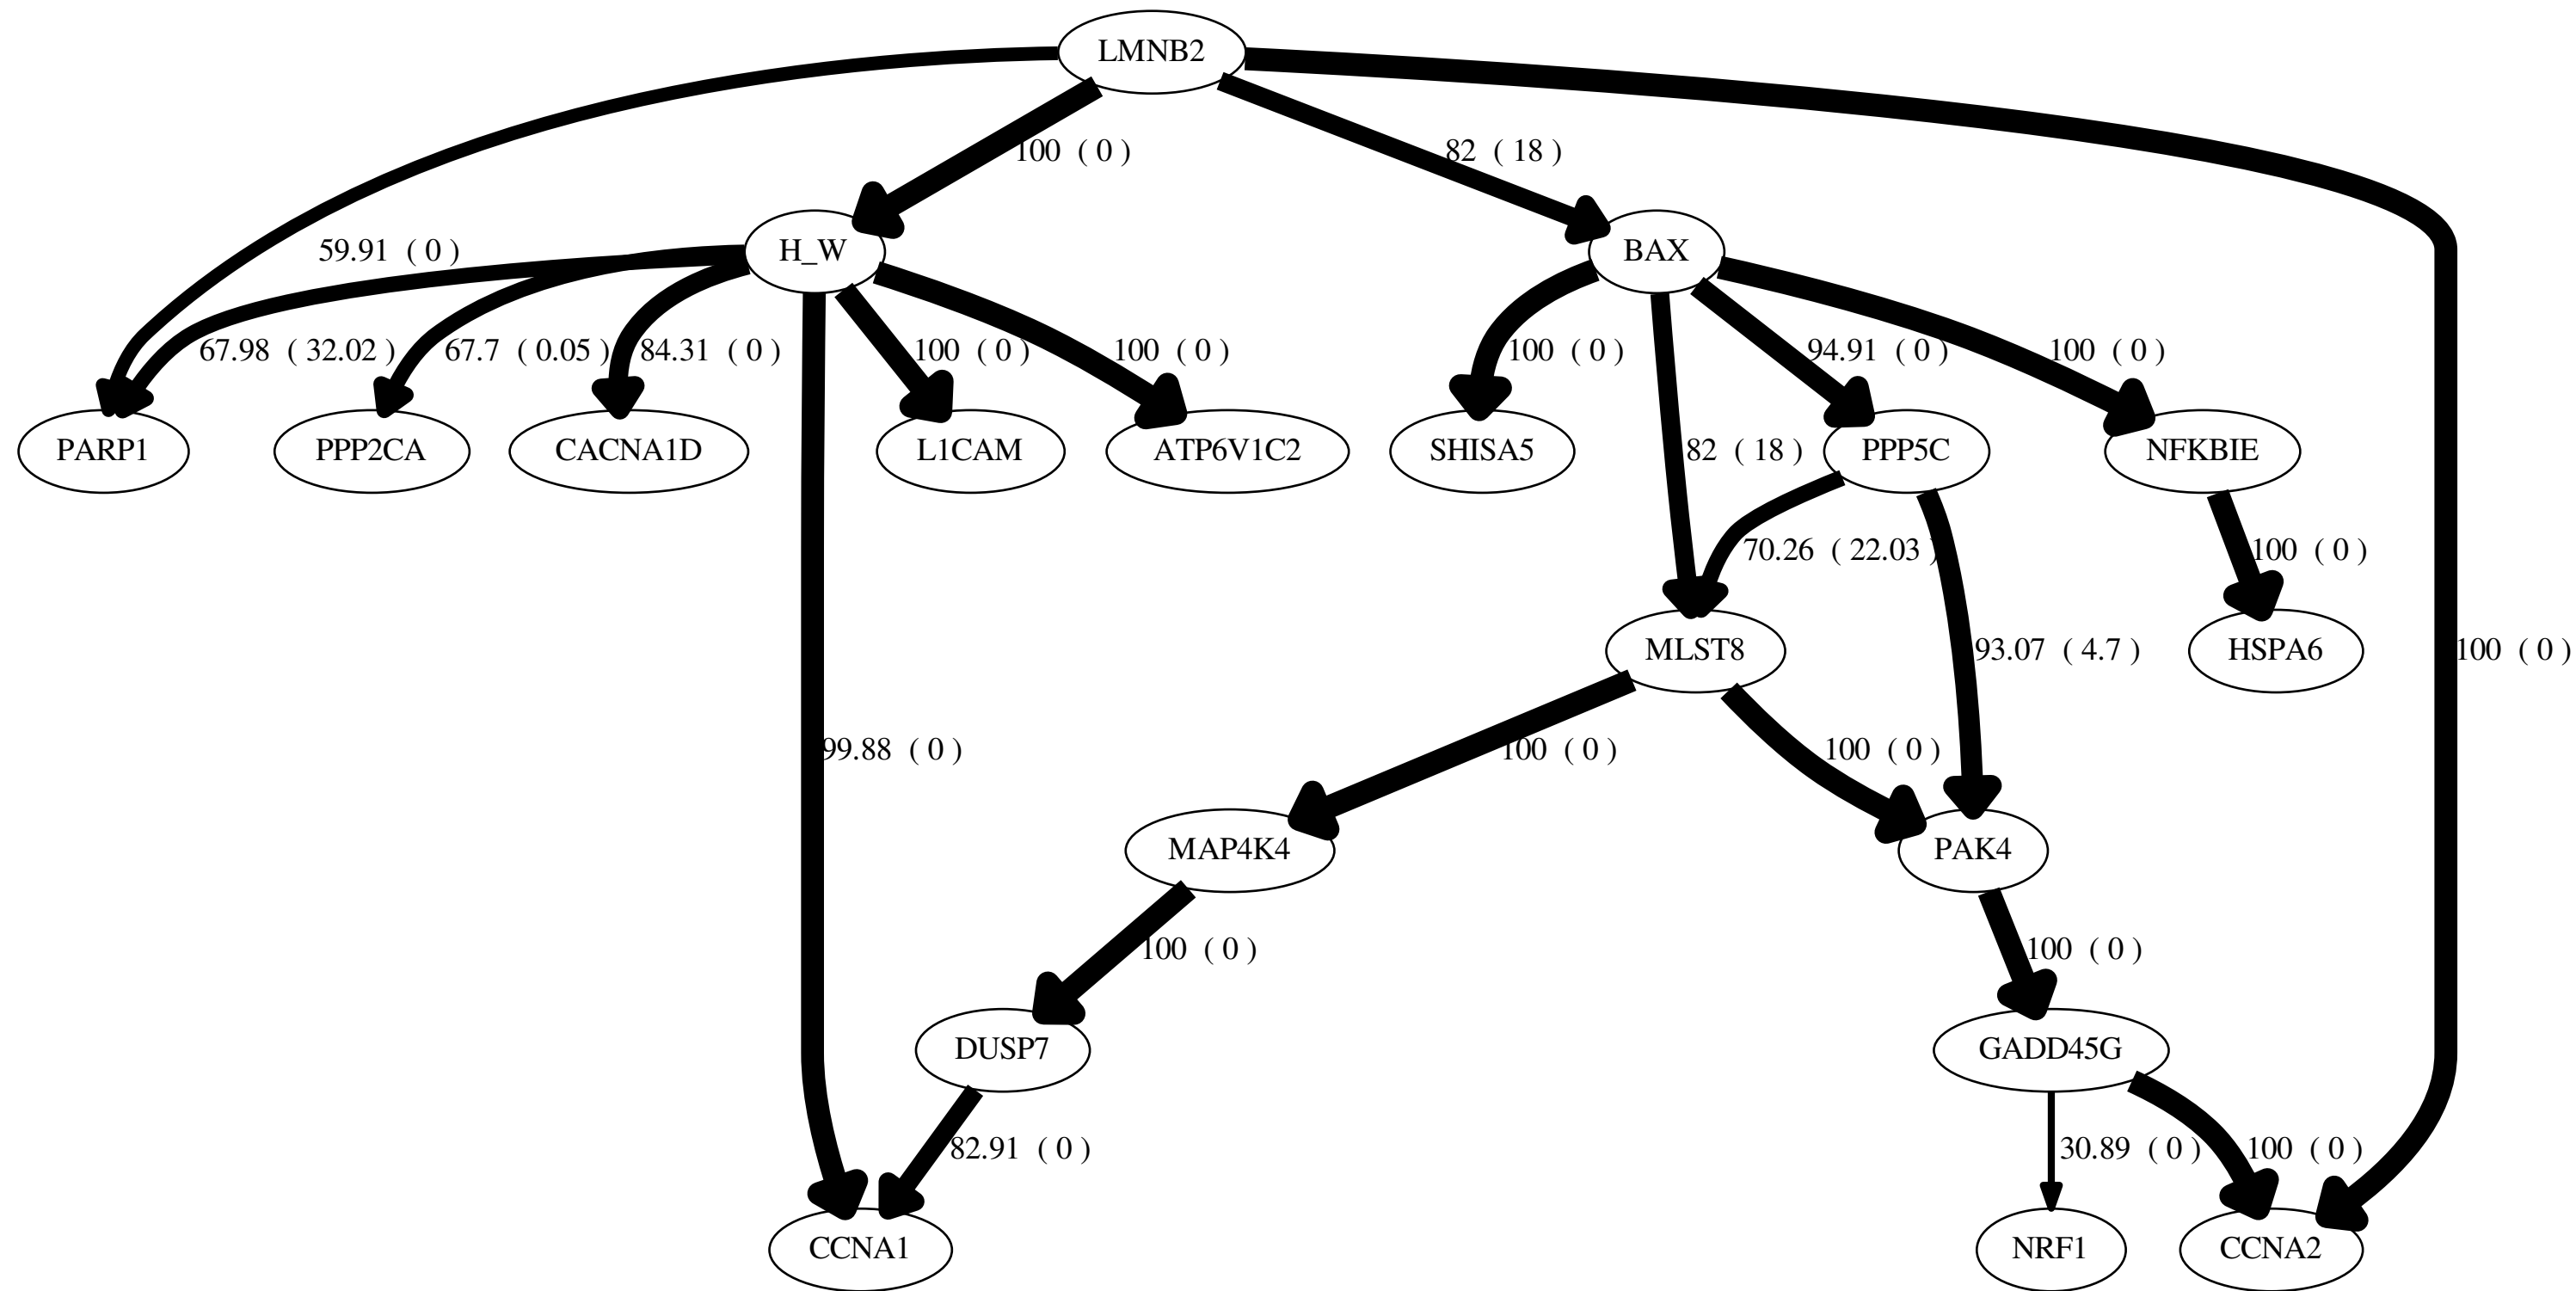 LMNB2
100 ( 0 )
82 ( 18 )
59.91 ( 0 )
H_W
BAX
67.98 ( 32.02 )
67.7 ( 0.05 )
84.31 ( 0 )
100 ( 0 )
100 ( 0 )
100 ( 0 )
94.91 ( 0 )
100 ( 0 )
PARP1
PPP2CA
CACNA1D
L1CAM
ATP6V1C2
SHISA5
82 ( 18 )
PPP5C
NFKBIE
70.26 ( 22.03 )
100 ( 0 )
MLST8
93.07 ( 4.7 )
HSPA6
100 ( 0 )
99.88 ( 0 )
100 ( 0 )
100 ( 0 )
MAP4K4
PAK4
100 ( 0 )
100 ( 0 )
DUSP7
GADD45G
82.91 ( 0 )
30.89 ( 0 )
100 ( 0 )
CCNA1
NRF1
CCNA2